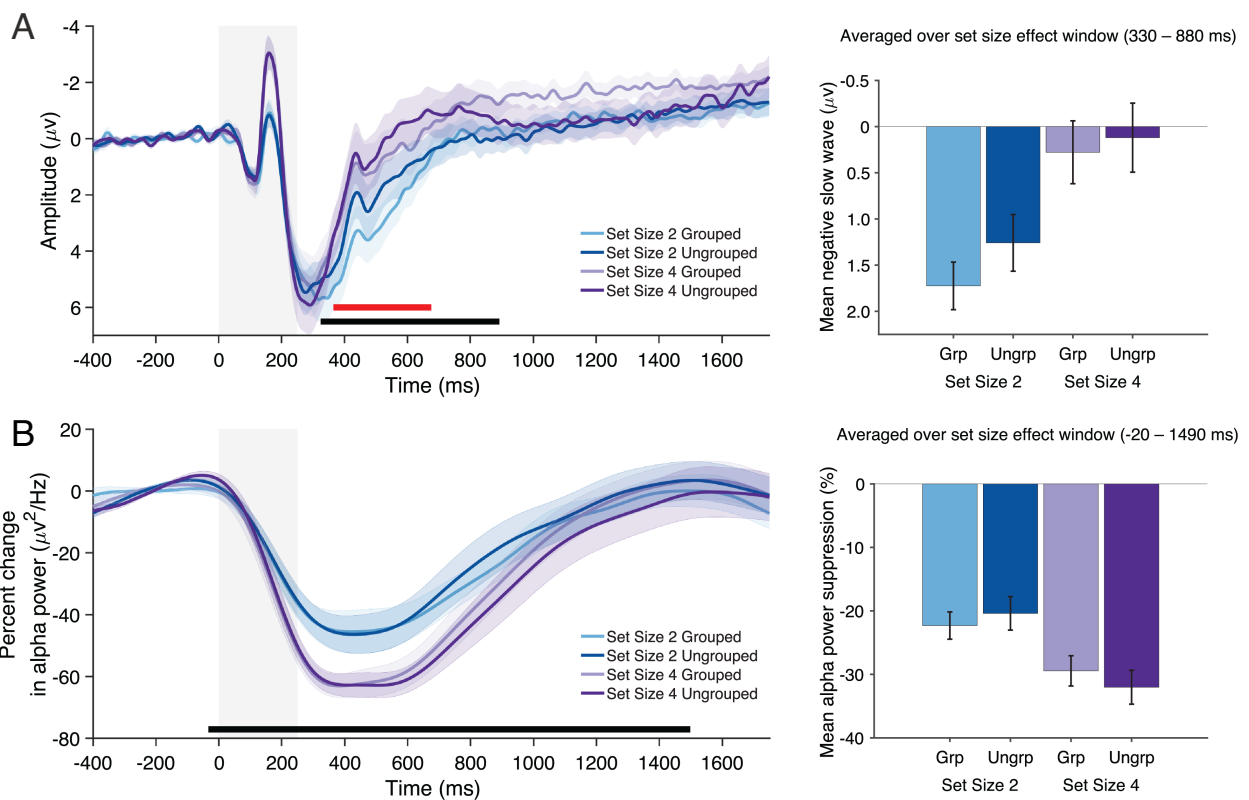 A
Amplitude (μv)
-4
-2
0
2
4
6
Set Size 2 Grouped
Set Size 2 Ungrouped
Set Size 4 Grouped
Set Size 4 Ungrouped
-400 -200 0 200 400 600 800 1000 1200 1400 1600
Time (ms)
Averaged over set size effect window (330 – 880 ms)
Mean negative slow wave (μv)
-0.5
0
0.5
1.0
1.5
2.0
Grp Ungrp Grp Ungrp
Set Size 2 Set Size 4
B
Percent change
in alpha power (μv²/Hz)
20
0
-20
-40
-60
-80
Set Size 2 Grouped
Set Size 2 Ungrouped
Set Size 4 Grouped
Set Size 4 Ungrouped
-400 -200 0 200 400 600 800 1000 1200 1400 1600
Time (ms)
Averaged over set size effect window (-20 – 1490 ms)
Mean alpha power suppression (%)
0
-10
-20
-30
-40
Grp Ungrp Grp Ungrp
Set Size 2 Set Size 4